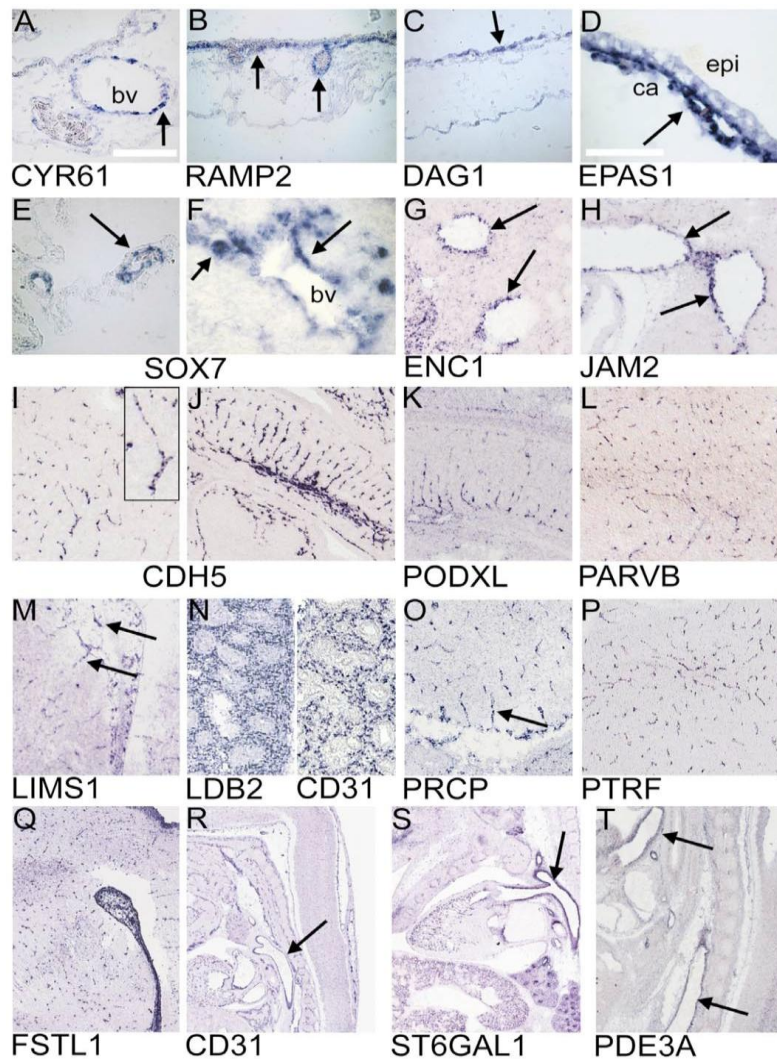 A B C D
bv epi
ca
CYR61 RAMP2 DAG1 EPAS1
E F G H
bv
SOX7 ENC1 JAM2
I J K L
CDH5 PODXL PARVB
M N O P
LIMS1 LDB2 CD31 PRCP PTRF
Q R S T
FSTL1 CD31 ST6GAL1 PDE3A